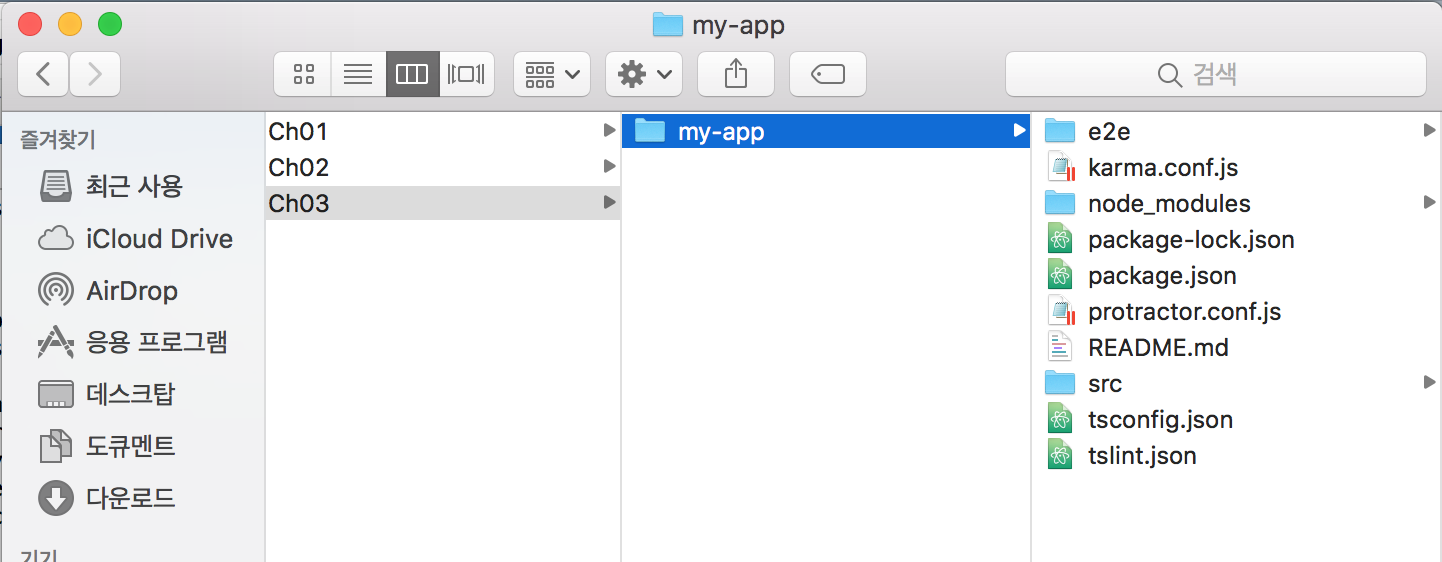 my-app
검색
즐겨찾기
최근 사용
iCloud Drive
AirDrop
응용 프로그램
데스크탑
도큐멘트
다운로드
기기
Ch01
Ch02
Ch03
my-app
e2e
karma.conf.js
node_modules
package-lock.json
package.json
protractor.conf.js
README.md
src
tsconfig.json
tslint.json